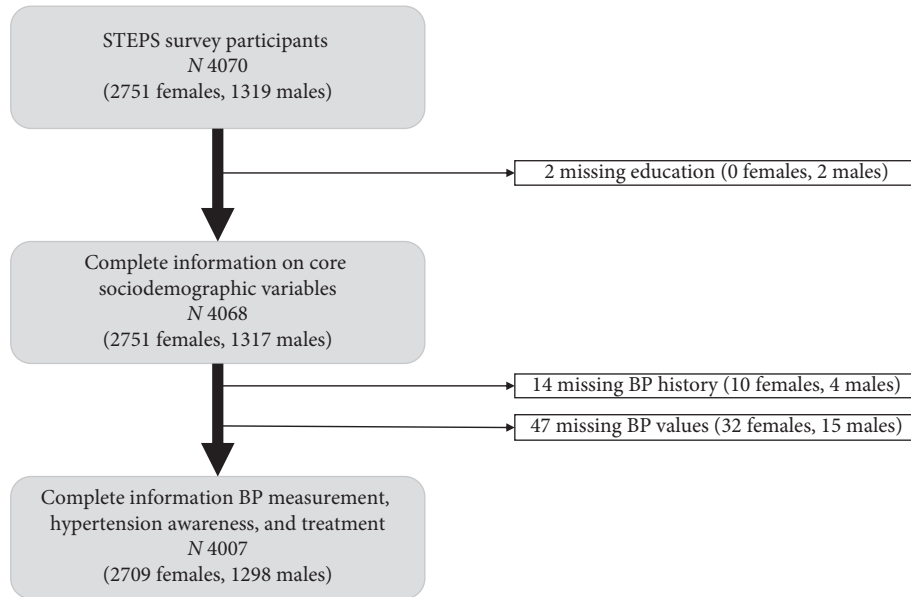 STEPS survey participants
N 4070
(2751 females, 1319 males)
2 missing education (0 females, 2 males)
Complete information on core
sociodemographic variables
N 4068
(2751 females, 1317 males)
14 missing BP history (10 females, 4 males)
47 missing BP values (32 females, 15 males)
Complete information BP measurement,
hypertension awareness, and treatment
N 4007
(2709 females, 1298 males)